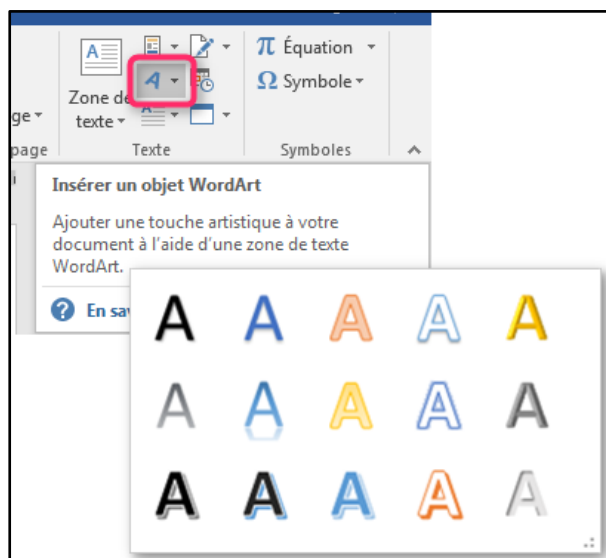 π Équation
A
Ω Symbole
Zone de
texte
ge
page
Texte
Symboles
i
Insérer un objet WordArt
Ajouter une touche artistique à votre
document à l'aide d'une zone de texte
WordArt.
? En sa
A A A A A
A A A A A
A A A A A